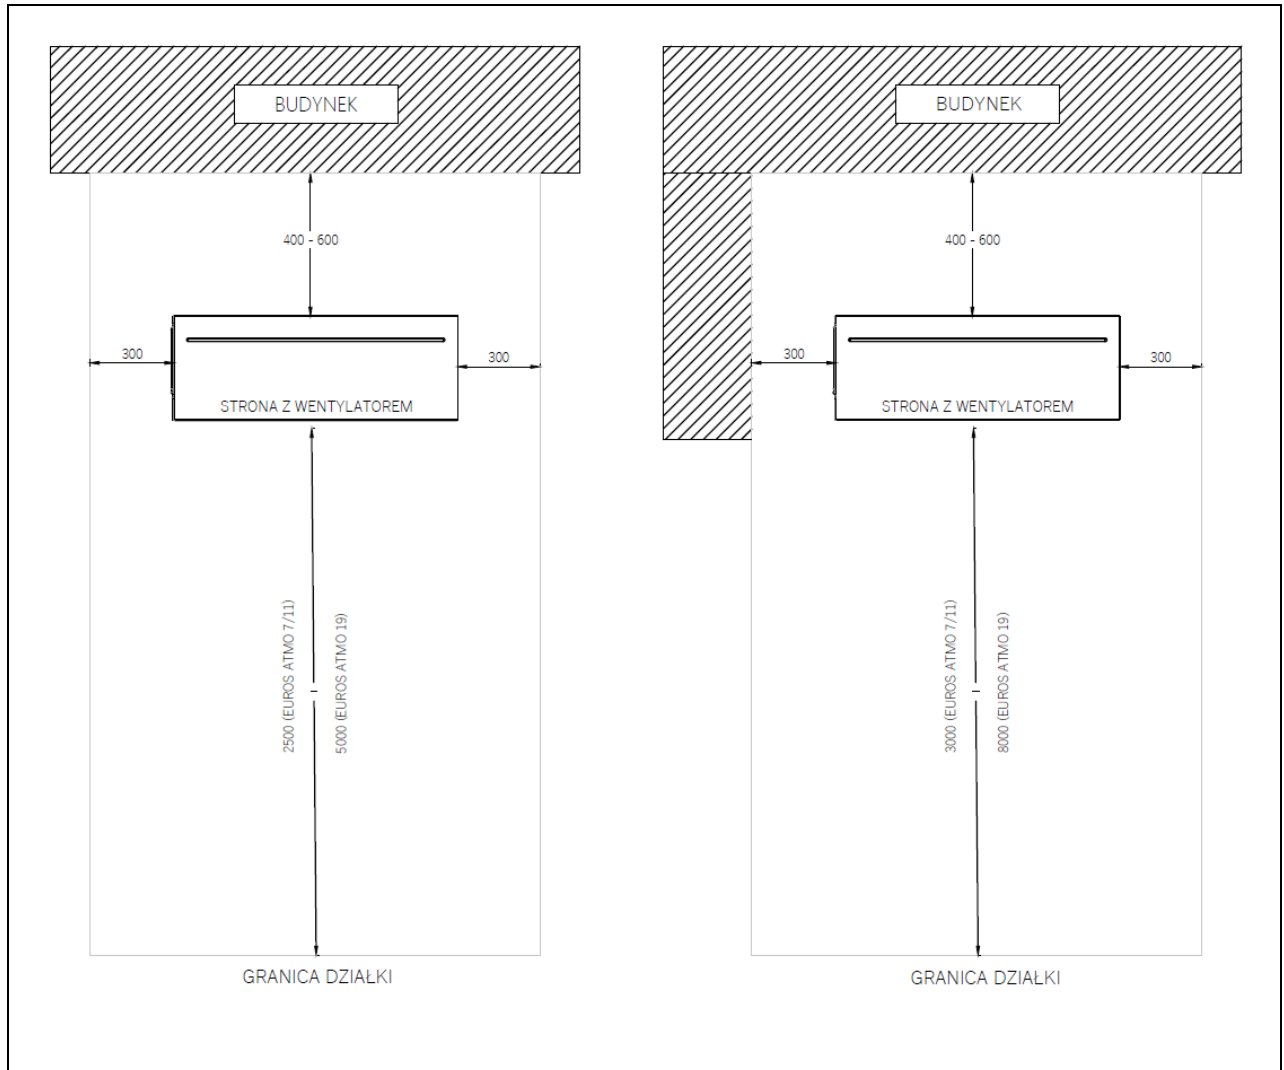 BUDYNEK
400 - 600
300
300
STRONA Z WENTYLATOREM
2500 (EUROS ATMO 7/11)
5000 (EUROS ATMO 19)
GRANICA DZIAŁKI
BUDYNEK
400 - 600
300
300
STRONA Z WENTYLATOREM
3000 (EUROS ATMO 7/11)
8000 (EUROS ATMO 19)
GRANICA DZIAŁKI